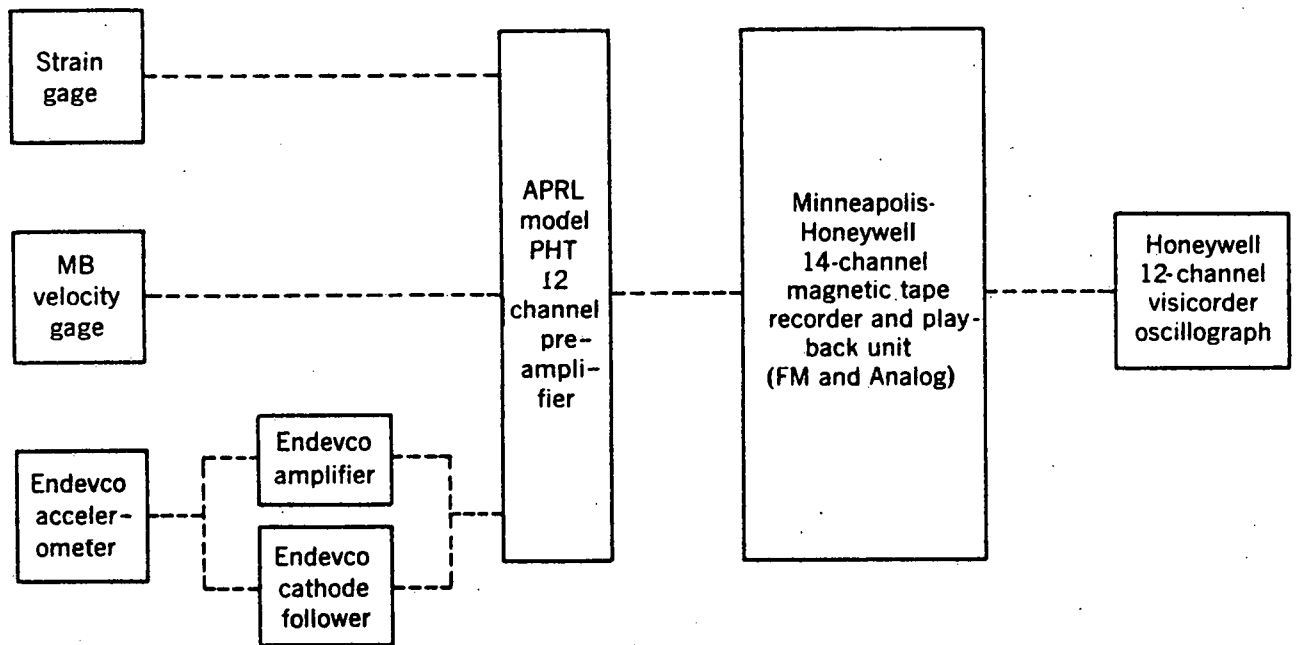 Strain
gage
MB
velocity
gage
Endevco
acceler-
ometer
Endevco
amplifier
Endevco
cathode
follower
APRL
model
PHT
12
channel
pre-
ampli-
fier
Minneapolis-
Honeywell
14-channel
magnetic tape
recorder and play-
back unit
(FM and Analog)
Honeywell
12-channel
visicorder
oscillograph